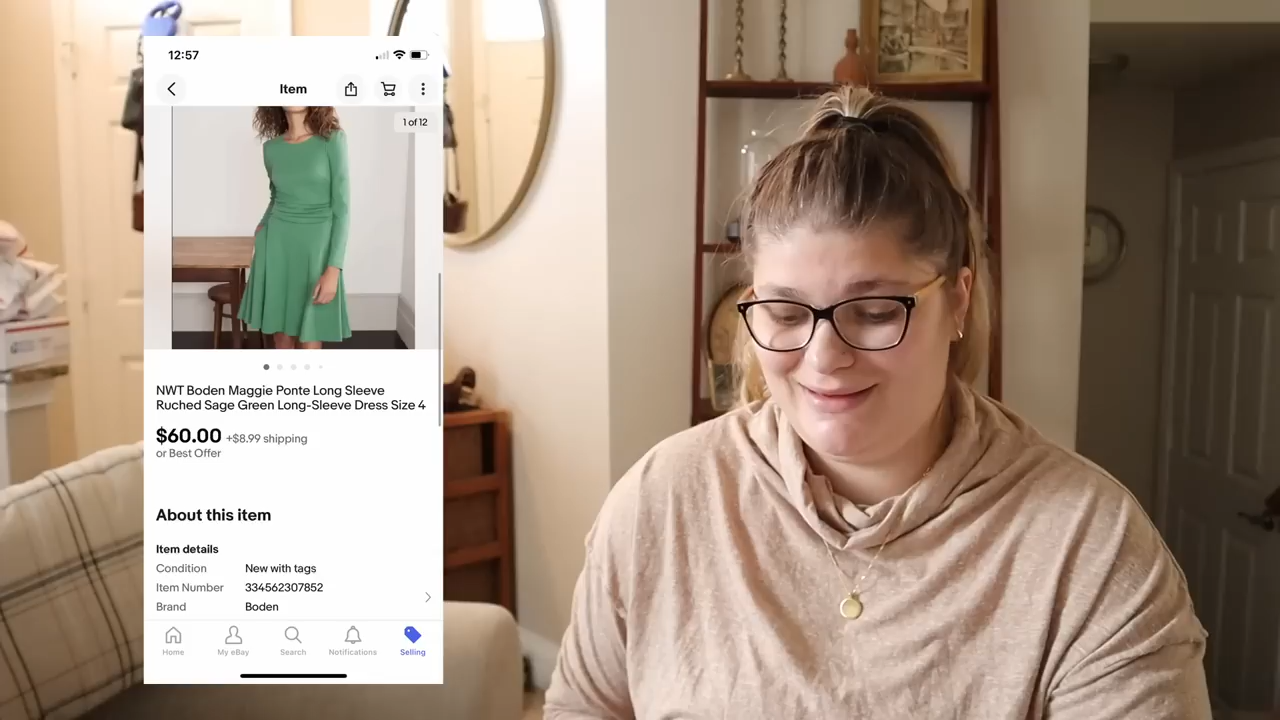 12:57
Item
1 of 12
NWT Boden Maggie Ponte Long Sleeve
Ruched Sage Green Long-Sleeve Dress Size 4
$60.00 +$8.99 shipping
or Best Offer
About this item
Item details
Condition New with tags
Item Number 334562307852
Brand Boden
Home My eBay Search Notifications Selling